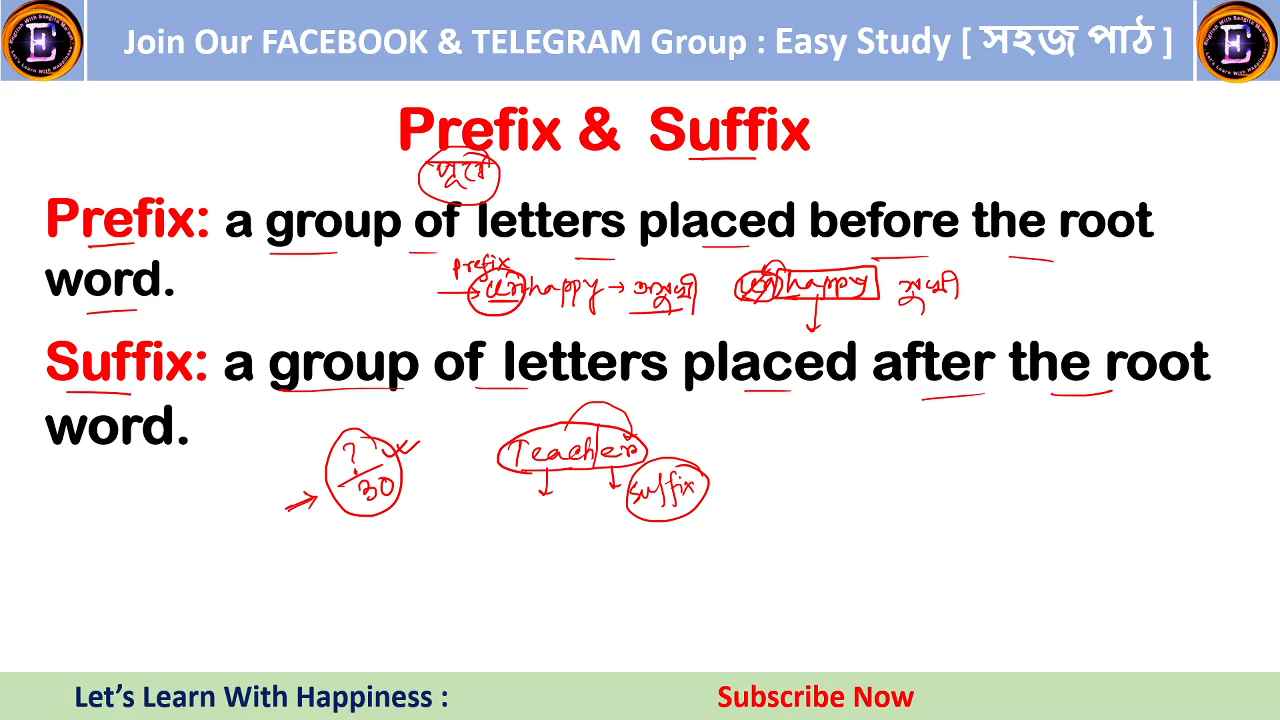 Join Our FACEBOOK & TELEGRAM Group : Easy Study [ সহজ পাঠ ]
E
E
Prefix & Suffix
পূর্বে
Prefix: a group of letters placed before the root
word.
prefix
unhappy → অসুখী
unhappy সুখী
Suffix: a group of letters placed after the root
word.
Teacher
??
30
suffix
Let's Learn With Happiness :
Subscribe Now